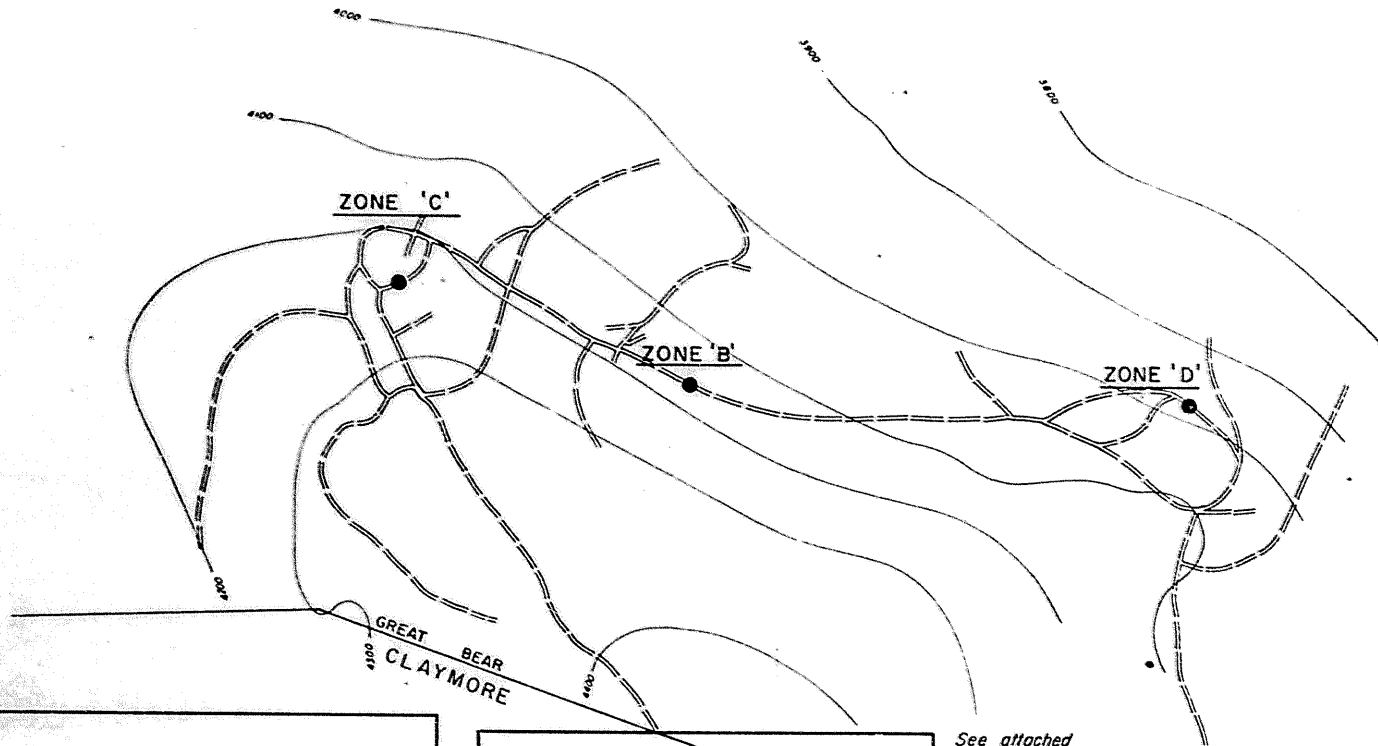 4000
3900
3800
4100
ZONE 'C'
ZONE 'B'
ZONE 'D'
4200
4300
4400
GREAT BEAR
CLAYMORE
See attached